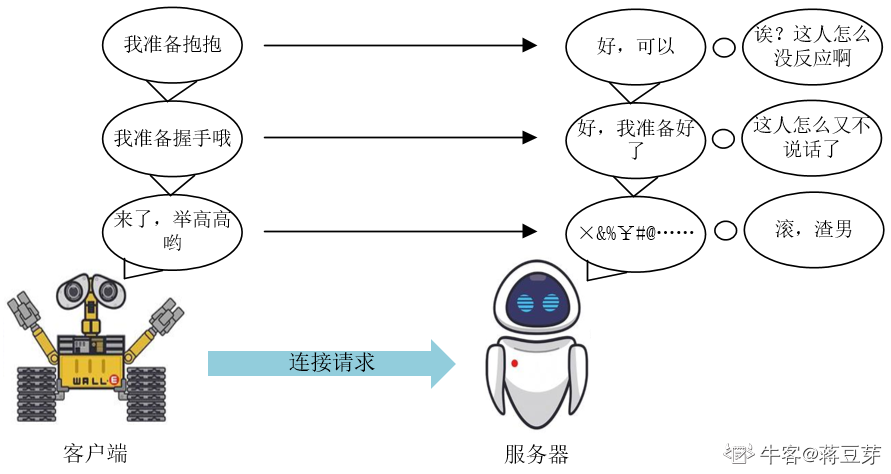 我准备抱抱
好，可以
诶？这人怎么
没反应啊
我准备握手哦
好，我准备好
了
这人怎么又不
说话了
来了，举高高
哟
×&%￥#@……
滚，渣男
连接请求
WALL·E
客户端
服务器
牛客@蒋豆芽